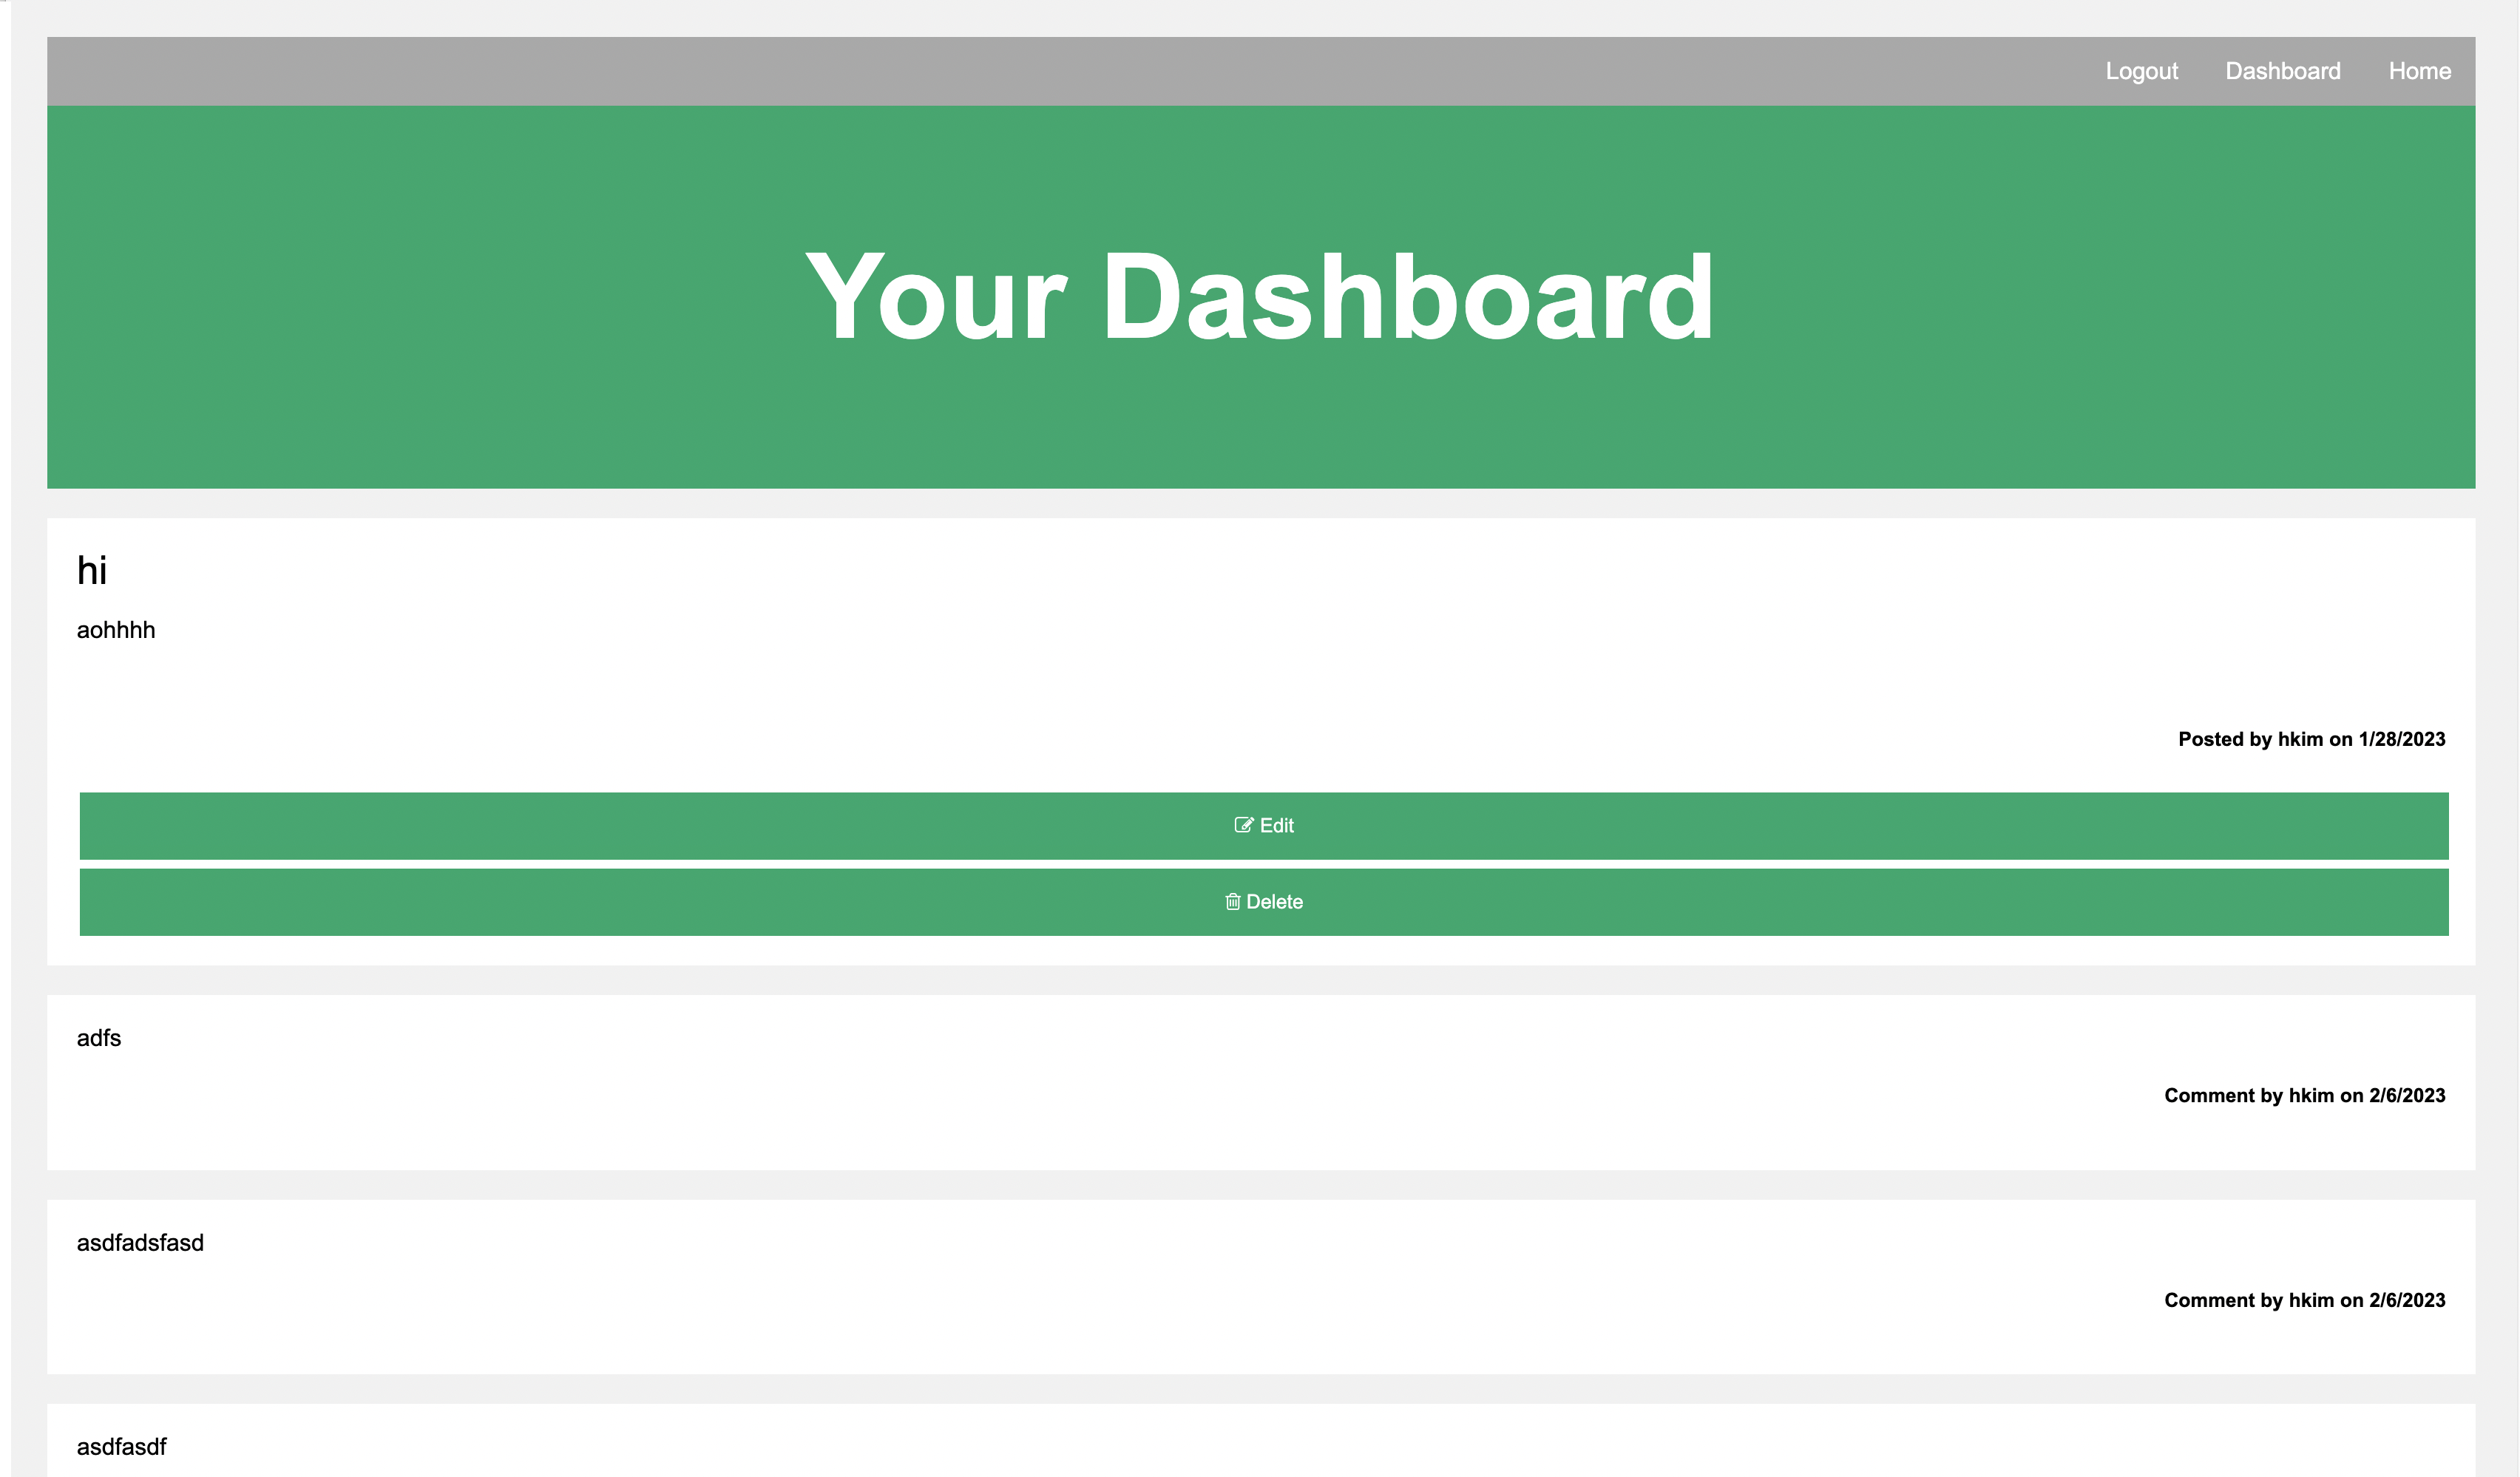 Logout Dashboard Home
Your Dashboard
hi
aohhhh
Posted by hkim on 1/28/2023
Edit
Delete
adfs
Comment by hkim on 2/6/2023
asdfadsfasd
Comment by hkim on 2/6/2023
asdfasdf